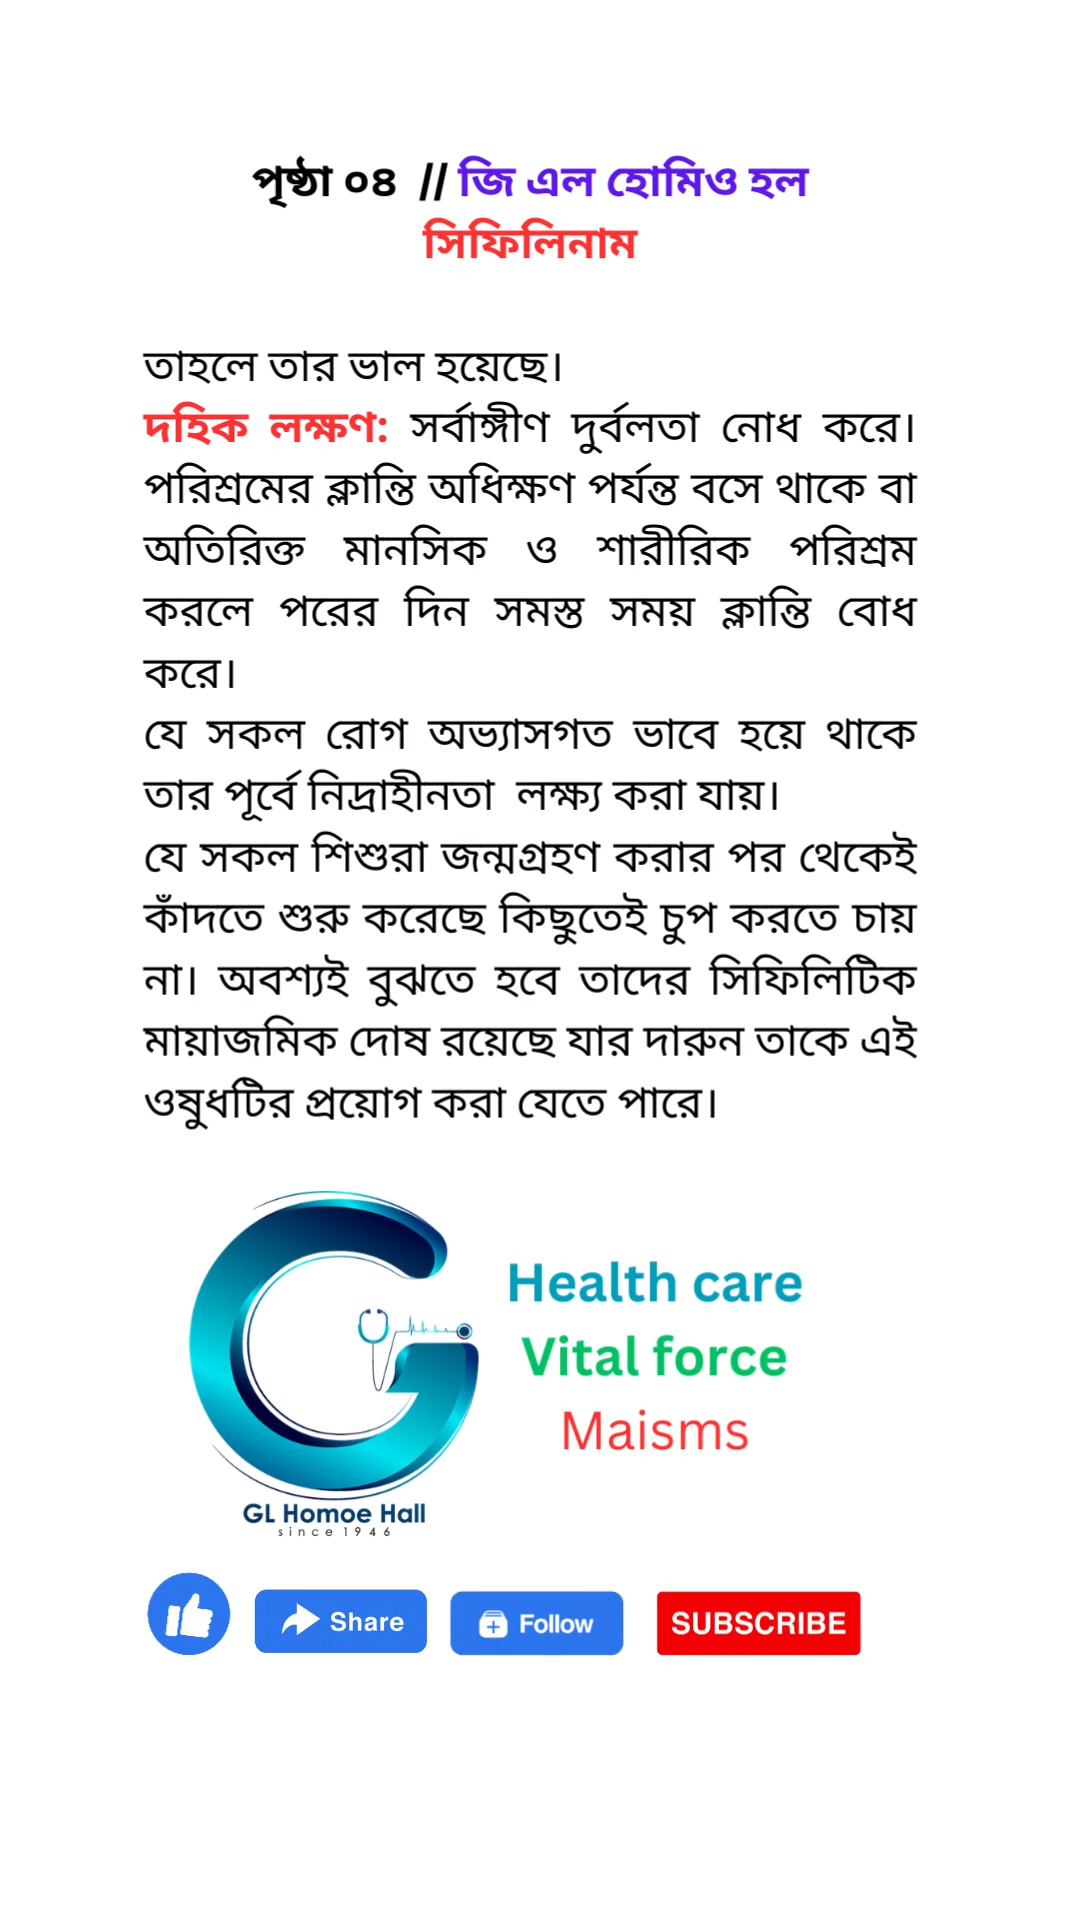 পৃষ্ঠা ০৪ // জি এল হোমিও হল
সিফিলিনাম
তাহলে তার ভাল হয়েছে।
দহিক লক্ষণ: সর্বাঙ্গীণ দুর্বলতা নোধ করে।
পরিশ্রমের ক্লান্তি অধিক্ষণ পর্যন্ত বসে থাকে বা
অতিরিক্ত মানসিক ও শারীরিক পরিশ্রম
করলে পরের দিন সমস্ত সময় ক্লান্তি বোধ
করে।
যে সকল রোগ অভ্যাসগত ভাবে হয়ে থাকে
তার পূর্বে নিদ্রাহীনতা লক্ষ্য করা যায়।
যে সকল শিশুরা জন্মগ্রহণ করার পর থেকেই
কাঁদতে শুরু করেছে কিছুতেই চুপ করতে চায়
না। অবশ্যই বুঝতে হবে তাদের সিফিলিটিক
মায়াজমিক দোষ রয়েছে যার দারুন তাকে এই
ওষুধটির প্রয়োগ করা যেতে পারে।
Health care
Vital force
Maisms
GL Homoe Hall
since 1946
Share
Follow
SUBSCRIBE